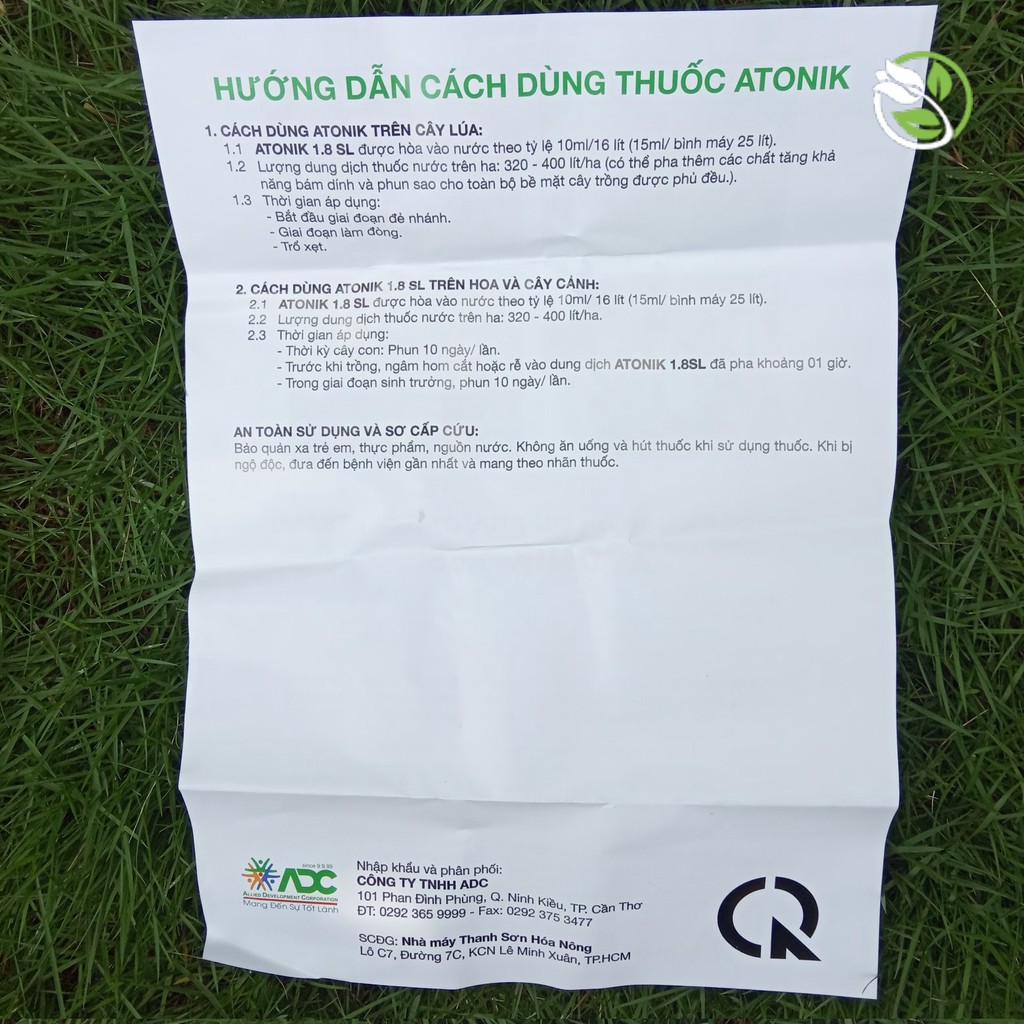 HƯỚNG DẪN CÁCH DÙNG THUỐC ATONIK
1. CÁCH DÙNG ATONIK TRÊN CÂY LÚA:
1.1 ATONIK 1.8 SL được hòa vào nước theo tỷ lệ 10ml/16 lít (15ml/ bình máy 25 lít).
1.2 Lượng dung dịch thuốc nước trên ha: 320 - 400 lít/ha (có thể pha thêm các chất tăng khả
năng bám dính và phun sao cho toàn bộ bề mặt cây trồng được phủ đều.).
1.3 Thời gian áp dụng:
- Bắt đầu giai đoạn đẻ nhánh.
- Giai đoạn làm đòng.
- Trổ xẹt.
2. CÁCH DÙNG ATONIK 1.8 SL TRÊN HOA VÀ CÂY CẢNH:
2.1 ATONIK 1.8 SL được hòa vào nước theo tỷ lệ 10ml/ 16 lít (15ml/ bình máy 25 lít).
2.2 Lượng dung dịch thuốc nước trên ha: 320 - 400 lít/ha.
2.3 Thời gian áp dụng:
- Thời kỳ cây con: Phun 10 ngày/ lần.
- Trước khi trồng, ngâm hom cắt hoặc rễ vào dung dịch ATONIK 1.8SL đã pha khoảng 01 giờ.
- Trong giai đoạn sinh trưởng, phun 10 ngày/ lần.
AN TOÀN SỬ DỤNG VÀ SƠ CẤP CỨU:
Bảo quản xa trẻ em, thực phẩm, nguồn nước. Không ăn uống và hút thuốc khi sử dụng thuốc. Khi bị
ngộ độc, đưa đến bệnh viện gần nhất và mang theo nhãn thuốc.
since 9 9 99
ADC
ALLIED DEVELOPMENT CORPORATION
Mang Đến Sự Tốt Lành
Nhập khẩu và phân phối:
CÔNG TY TNHH ADC
101 Phan Đình Phùng, Q. Ninh Kiều, TP. Cần Thơ
ĐT: 0292 365 9999 - Fax: 0292 375 3477
SCĐG: Nhà máy Thanh Sơn Hóa Nông
Lô C7, Đường 7C, KCN Lê Minh Xuân, TP.HCM